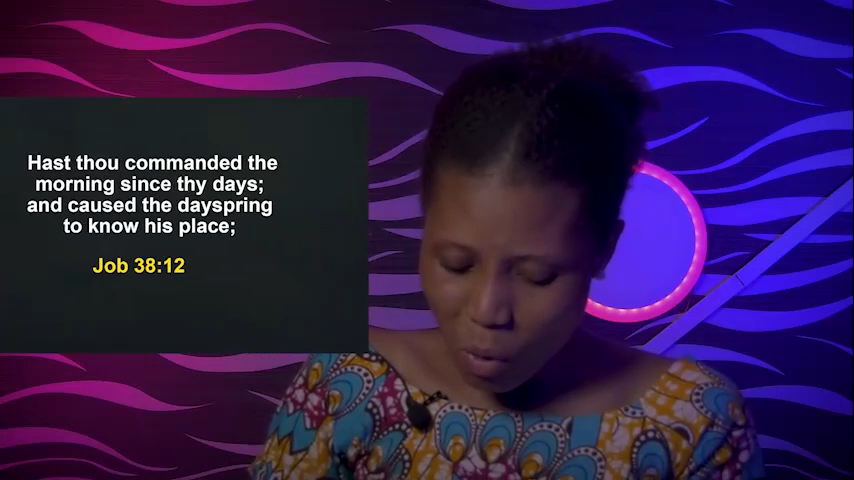 Hast thou commanded the
morning since thy days;
and caused the dayspring
to know his place;
Job 38:12